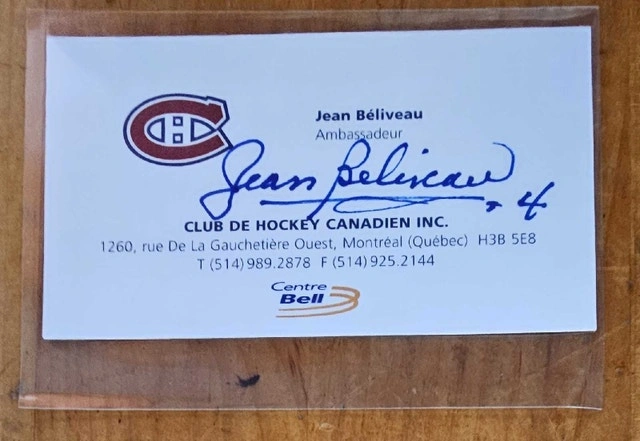 Jean Béliveau
Ambassadeur
Jean Beliveau
+ 4
CLUB DE HOCKEY CANADIEN INC.
1260, rue De La Gauchetière Ouest, Montréal (Québec) H3B 5E8
T (514) 989.2878 F (514) 925.2144
Centre
Bell